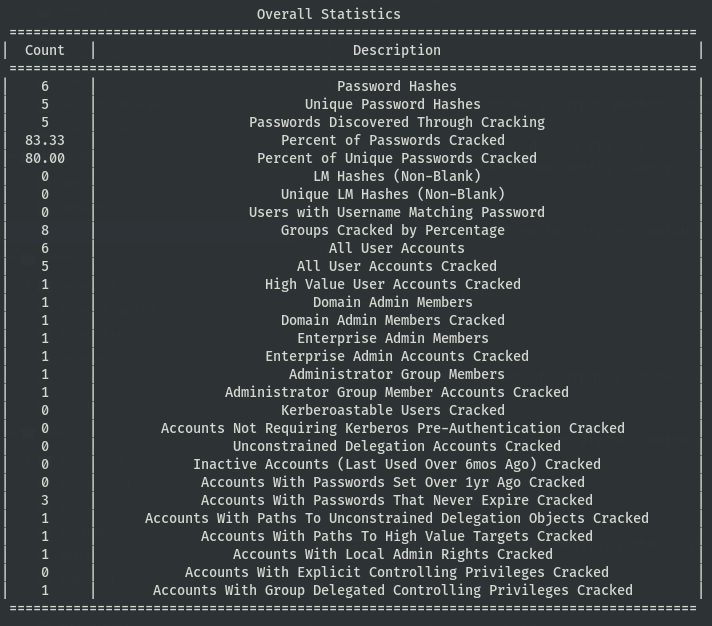 Overall Statistics
======================================================================================
| Count | Description |
======================================================================================
| 6 | Password Hashes |
| 5 | Unique Password Hashes |
| 5 | Passwords Discovered Through Cracking |
| 83.33 | Percent of Passwords Cracked |
| 80.00 | Percent of Unique Passwords Cracked |
| 0 | LM Hashes (Non-Blank) |
| 0 | Unique LM Hashes (Non-Blank) |
| 0 | Users with Username Matching Password |
| 8 | Groups Cracked by Percentage |
| 6 | All User Accounts |
| 5 | All User Accounts Cracked |
| 1 | High Value User Accounts Cracked |
| 1 | Domain Admin Members |
| 1 | Domain Admin Members Cracked |
| 1 | Enterprise Admin Members |
| 1 | Enterprise Admin Accounts Cracked |
| 1 | Administrator Group Members |
| 1 | Administrator Group Member Accounts Cracked |
| 0 | Kerberoastable Users Cracked |
| 0 | Accounts Not Requiring Kerberos Pre-Authentication Cracked |
| 0 | Unconstrained Delegation Accounts Cracked |
| 0 | Inactive Accounts (Last Used Over 6mos Ago) Cracked |
| 0 | Accounts With Passwords Set Over 1yr Ago Cracked |
| 3 | Accounts With Passwords That Never Expire Cracked |
| 1 | Accounts With Paths To Unconstrained Delegation Objects Cracked |
| 1 | Accounts With Paths To High Value Targets Cracked |
| 1 | Accounts With Local Admin Rights Cracked |
| 0 | Accounts With Explicit Controlling Privileges Cracked |
| 1 | Accounts With Group Delegated Controlling Privileges Cracked |
======================================================================================